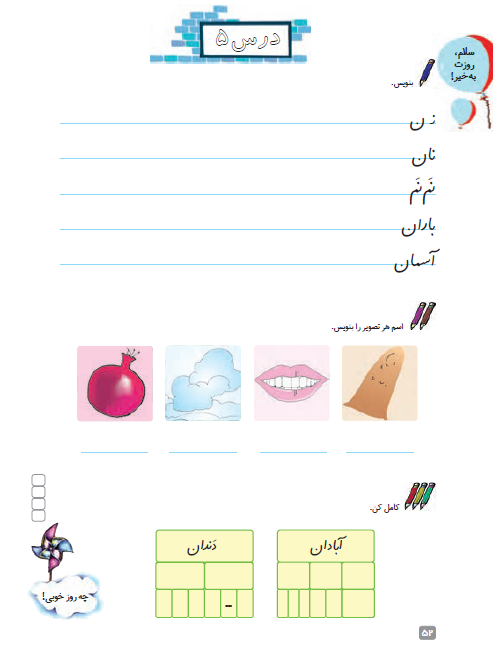 درس ۵
سلام،
روزت
به‌خیر!
بنویس.
نـ ن
نان
نَم‌نَم
باران
آسمان
اسم هر تصویر را بنویس.
کامل کن.
آبادان
دَندان
چه روز خوبی!
۵۲